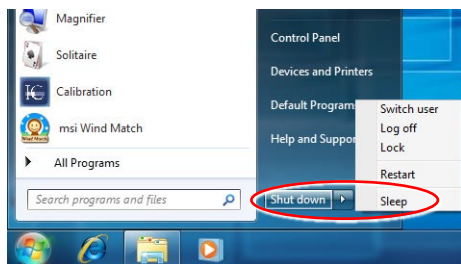 Magnifier
Solitaire
Calibration
msi Wind Match
All Programs
Search programs and files
Control Panel
Devices and Printers
Default Program
Help and Suppor
Shut down
Switch user
Log off
Lock
Restart
Sleep